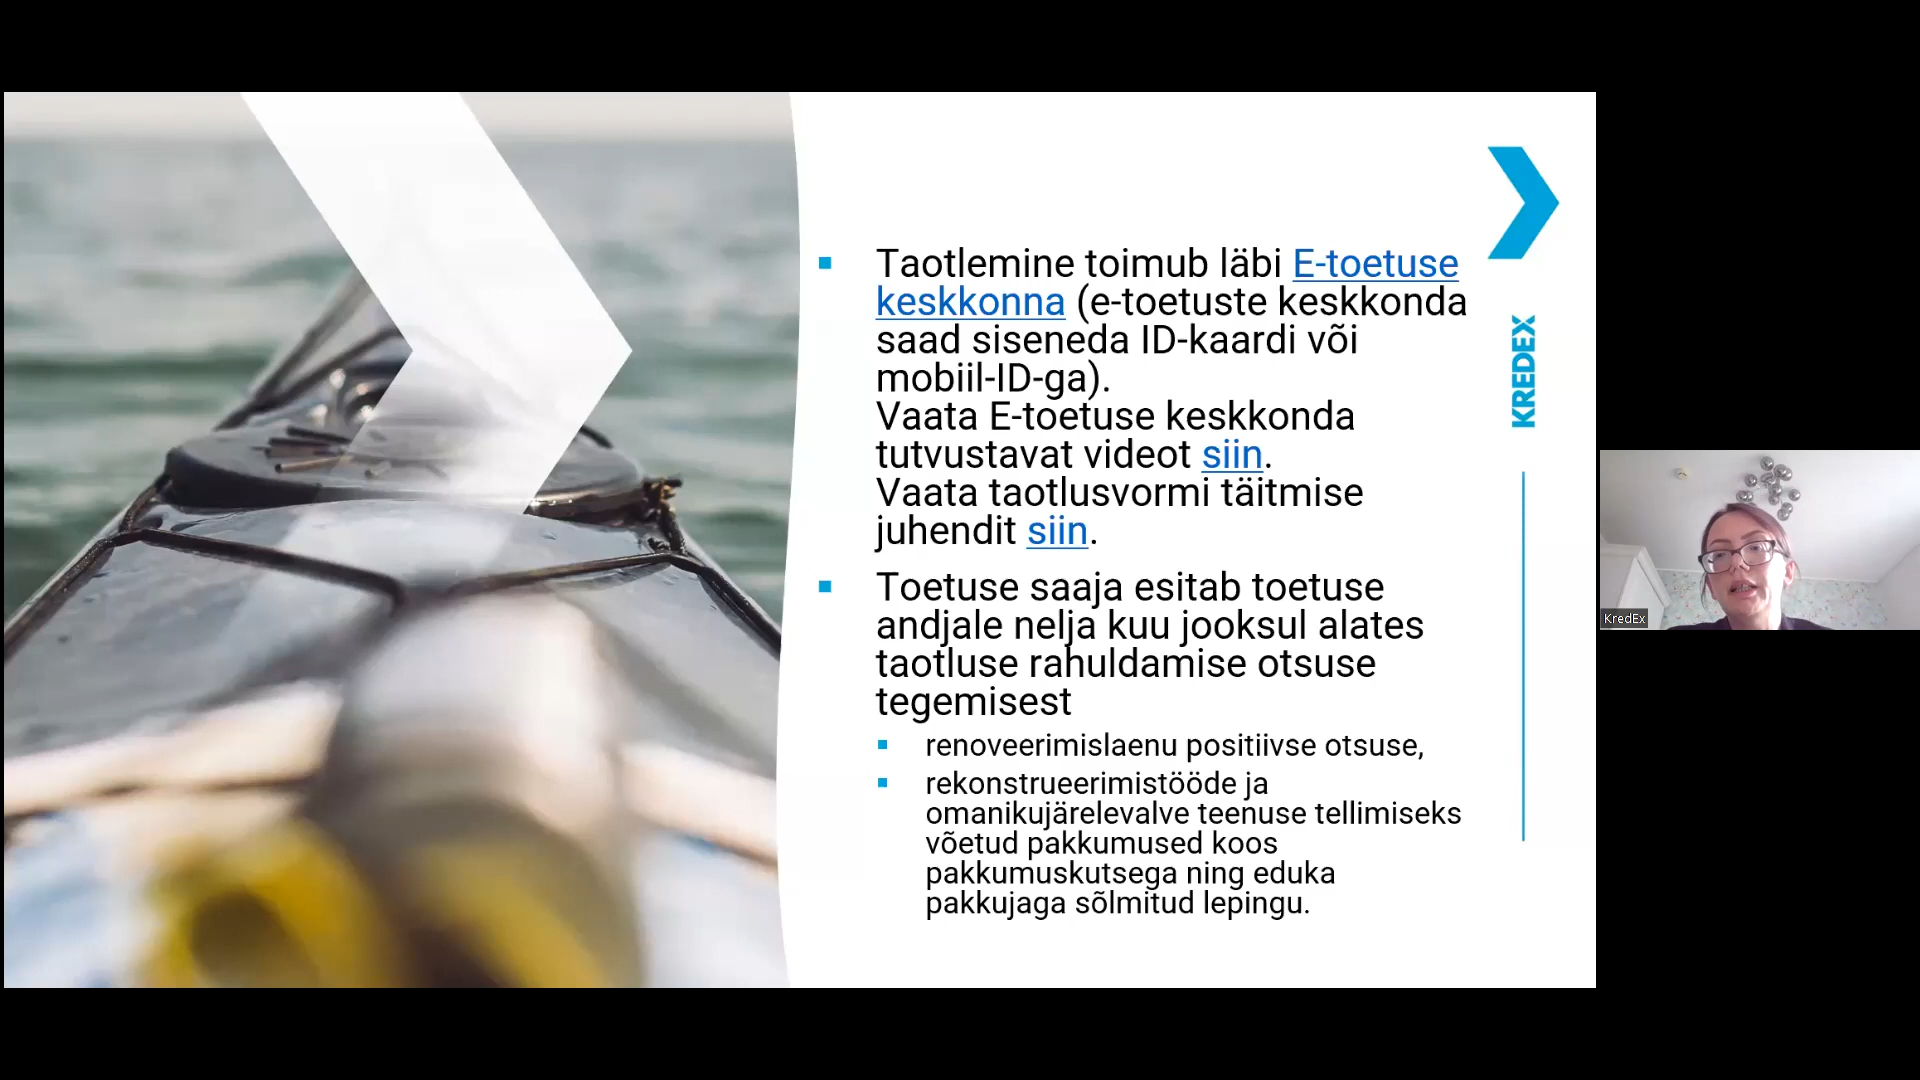 Taotlemine toimub läbi E-toetuse
keskkonna (e-toetuste keskkonda
saad siseneda ID-kaardi või
mobiil-ID-ga).
Vaata E-toetuse keskkonda
tutvustavat videot siin.
Vaata taotlusvormi täitmise
juhendit siin.
Toetuse saaja esitab toetuse
andjale nelja kuu jooksul alates
taotluse rahuldamise otsuse
tegemisest
renoveerimislaenu positiivse otsuse,
rekonstrueerimistööde ja
omanikujärelevalve teenuse tellimiseks
võetud pakkumused koos
pakkumuskutsega ning eduka
pakkujaga sõlmitud lepingu.
KREDEX
KredEx